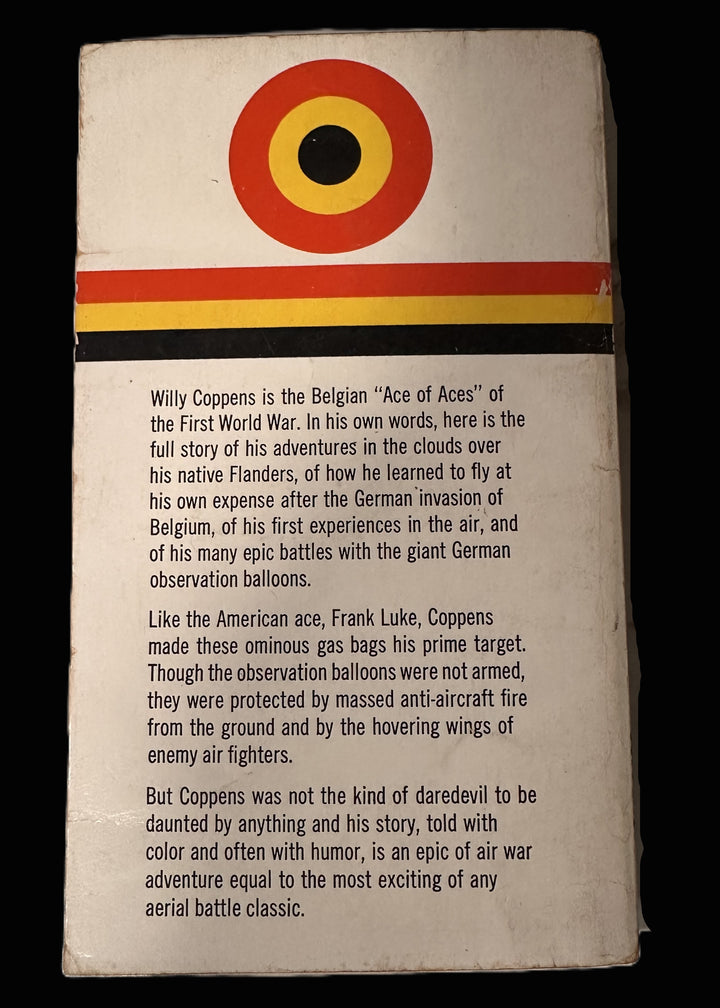 Willy Coppens is the Belgian “Ace of Aces” of
the First World War. In his own words, here is the
full story of his adventures in the clouds over
his native Flanders, of how he learned to fly at
his own expense after the German invasion of
Belgium, of his first experiences in the air, and
of his many epic battles with the giant German
observation balloons.
Like the American ace, Frank Luke, Coppens
made these ominous gas bags his prime target.
Though the observation balloons were not armed,
they were protected by massed anti-aircraft fire
from the ground and by the hovering wings of
enemy air fighters.
But Coppens was not the kind of daredevil to be
daunted by anything and his story, told with
color and often with humor, is an epic of air war
adventure equal to the most exciting of any
aerial battle classic.